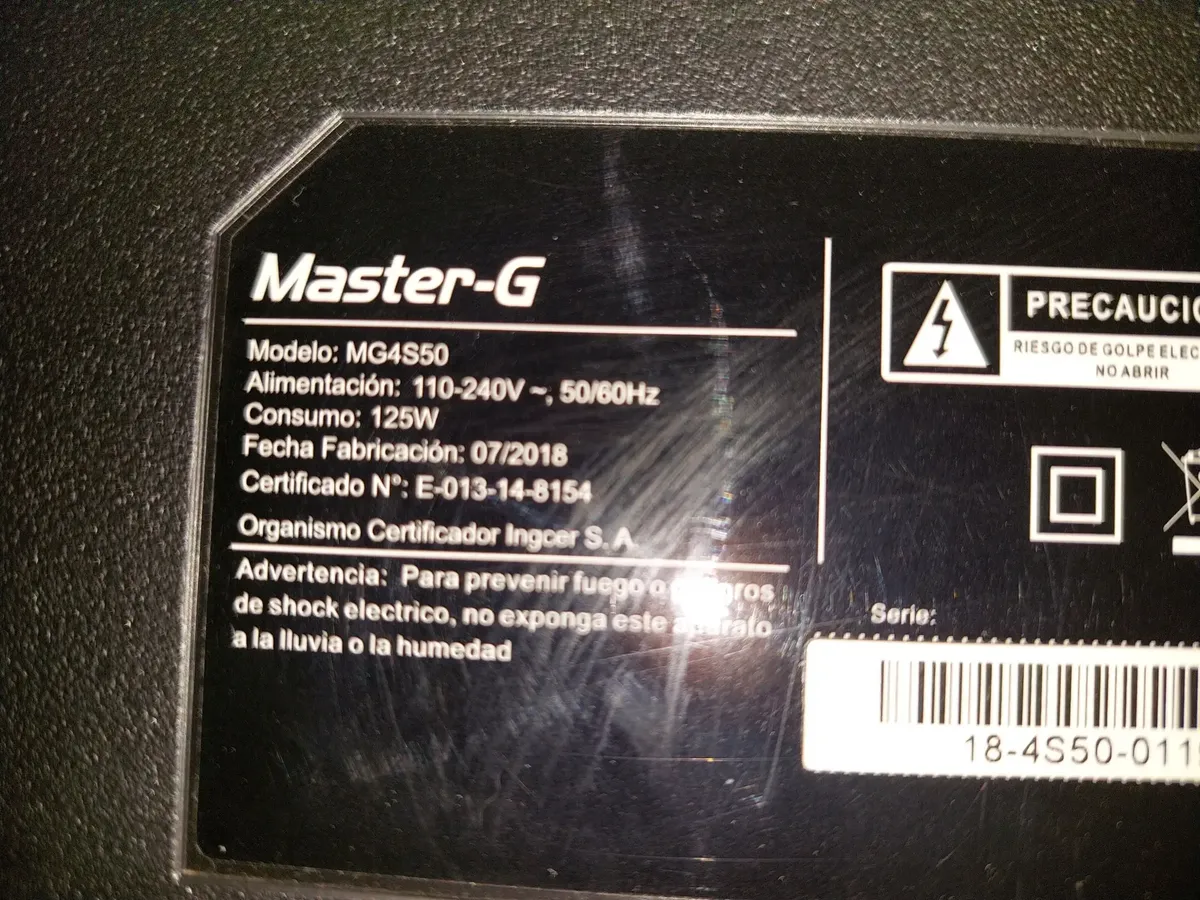 Master-G
Modelo: MG4S50
Alimentación: 110-240V ~, 50/60Hz
Consumo: 125W
Fecha Fabricación: 07/2018
Certificado N°: E-013-14-8154
Organismo Certificador Ingcer S. A.
Advertencia: Para prevenir fuego o
de shock electrico, no exponga este aparato
a la lluvia o la humedad
PRECAUCIÓ
RIESGO DE GOLPE ELEC
NO ABRIR
Serie:
18-4S50-011